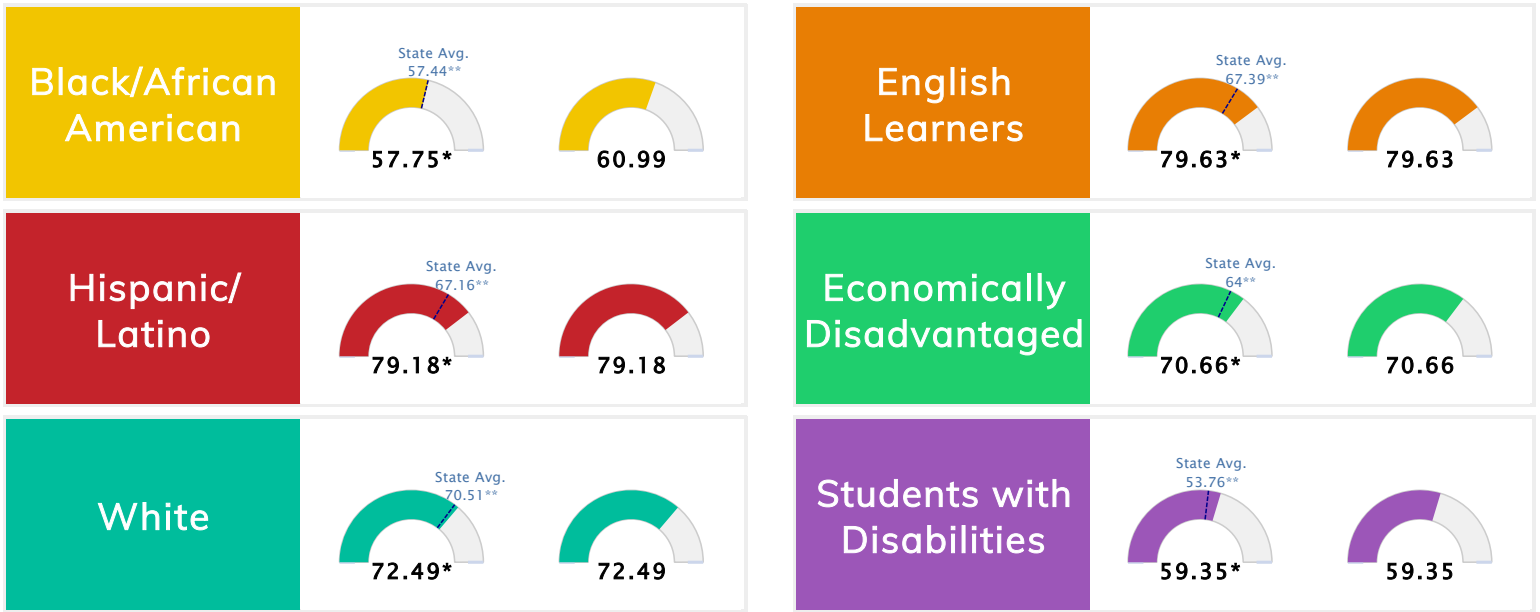 Black/African
American
State Avg.
57.44**
57.75*
60.99
English
Learners
State Avg.
67.39**
79.63*
79.63
Hispanic/
Latino
State Avg.
67.16**
79.18*
79.18
Economically
Disadvantaged
State Avg.
64**
70.66*
70.66
White
State Avg.
70.51**
72.49*
72.49
Students with
Disabilities
State Avg.
53.76**
59.35*
59.35